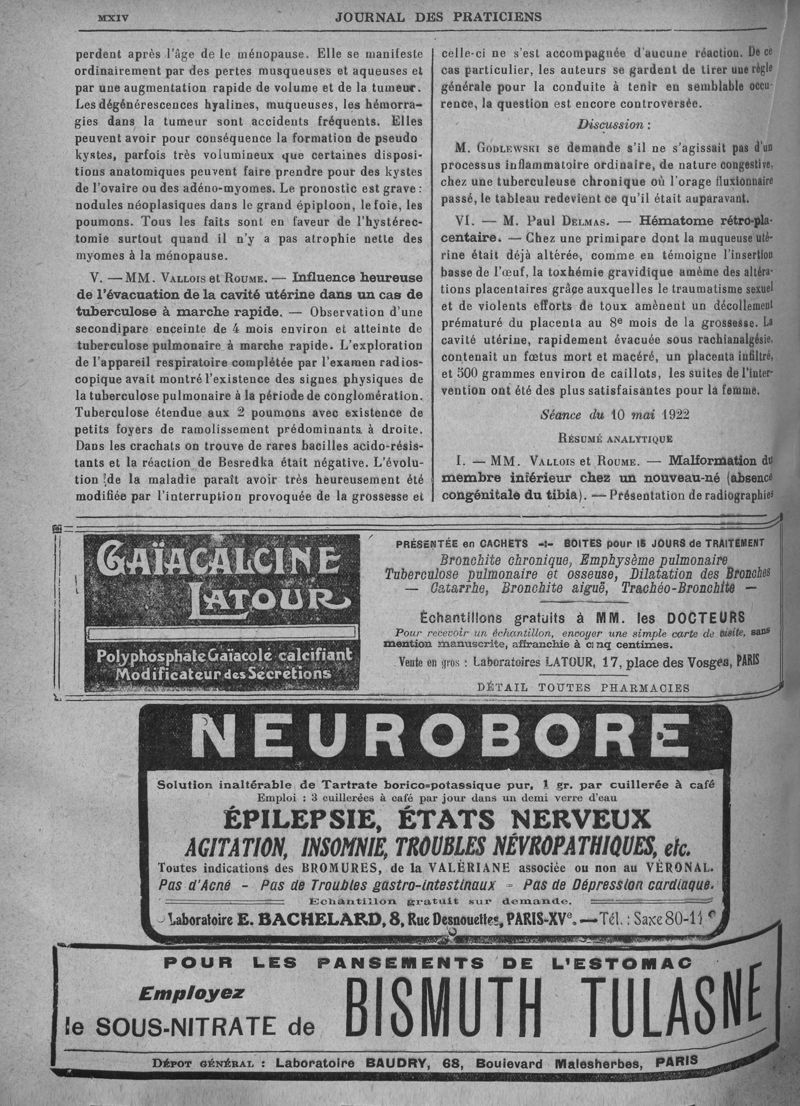 MXIV
JOURNAL DES PRATICIENS
perdent après l'âge de le ménopause. Elle se manifeste
ordinairement par des pertes musqueuses et aqueuses et
par une augmentation rapide de volume et de la tumeur.
Les dégénérescences hyalines, muqueuses, les hémorra-
gies dans la tumeur sont accidents fréquents. Elles
peuvent avoir pour conséquence la formation de pseudo
kystes, parfois très volumineux que certaines disposi-
tions anatomiques peuvent faire prendre pour des kystes
de l'ovaire ou des adéno-myomes. Le pronostic est grave :
nodules néoplasiques dans le grand épiploon, le foie, les
poumons. Tous les faits sont en faveur de l'hystérec-
tomie surtout quand il n'y a pas atrophie nette des
myomes à la ménopause.
V. — MM. VALLOIS et ROUME. — Influence heureuse
de l'évacuation de la cavité utérine dans un cas de
tuberculose à marche rapide. — Observation d'une
secondipare enceinte de 4 mois environ et atteinte de
tuberculose pulmonaire à marche rapide. L'exploration
de l'appareil respiratoire complétée par l'examen radios-
copique avait montré l'existence des signes physiques de
la tuberculose pulmonaire à la période de conglomération.
Tuberculose étendue aux 2 poumons avec existence de
petits foyers de ramolissement prédominants à droite.
Dans les crachats on trouve de rares bacilles acido-résis-
tants et la réaction de Besredka était négative. L'évolu-
tion de la maladie paraît avoir très heureusement été
modifiée par l'interruption provoquée de la grossesse et
celle-ci ne s'est accompagnée d'aucune réaction. De ce
cas particulier, les auteurs se gardent de tirer une règle
générale pour la conduite à tenir en semblable occu-
rence, la question est encore controversée.
Discussion :
M. GODLEWSKI se demande s'il ne s'agissait pas d'un
processus inflammatoire ordinaire, de nature congestive,
chez une tuberculeuse chronique où l'orage fluxionnaire
passé, le tableau redevient ce qu'il était auparavant.
VI. — M. Paul DELMAS. — Hématome rétro-pla-
centaire. — Chez une primipare dont la muqueuse uté-
rine était déjà altérée, comme en témoigne l'insertion
basse de l'œuf, la toxhémie gravidique amème des altéra-
tions placentaires grâce auxquelles le traumatisme sexuel
et de violents efforts de toux amènent un décollement
prématuré du placenta au 8e mois de la grossesse. La
cavité utérine, rapidement évacuée sous rachianalgésie,
contenait un fœtus mort et macéré, un placenta infiltré,
et 500 grammes environ de caillots, les suites de l'inter-
vention ont été des plus satisfaisantes pour la femme.
Séance du 10 mai 1922
RÉSUMÉ ANALYTIQUE
I. — MM. VALLOIS et ROUME. — Malformation du
membre inférieur chez un nouveau-né (absence
congénitale du tibia). — Présentation de radiographies
GAÏACALCINE
LATOUR
Polyphosphate Gaïacolé calcifiant
Modificateur des Sécrétions
PRÉSENTÉE en CACHETS -:- BOITES pour 15 JOURS de TRAITEMENT
Bronchite chronique, Emphysème pulmonaire
Tuberculose pulmonaire et osseuse, Dilatation des Bronches
— Catarrhe, Bronchite aiguë, Trachéo-Bronchite —
Échantillons gratuits à MM. les DOCTEURS
Pour recevoir un échantillon, envoyer une simple carte de visite, sans
mention manuscrite, affranchie à cinq centimes.
Vente en gros : Laboratoires LATOUR, 17, place des Vosges, PARIS
DÉTAIL TOUTES PHARMACIES
NEUROBORE
Solution inaltérable de Tartrate borico-potassique pur, 1 gr. par cuillerée à café
Emploi : 3 cuillerées à café par jour dans un demi verre d'eau
ÉPILEPSIE, ÉTATS NERVEUX
AGITATION, INSOMNIE, TROUBLES NÉVROPATHIQUES, etc.
Toutes indications des BROMURES, de la VALÉRIANE associée ou non au VÉRONAL.
Pas d'Acné - Pas de Troubles gastro-intestinaux - Pas de Dépression cardiaque.
Echantillon gratuit sur demande.
Laboratoire E. BACHELARD, 8, Rue Desnouettes, PARIS-XVe. — Tél. : Saxe 80-11
POUR LES PANSEMENTS DE L'ESTOMAC
Employez
le SOUS-NITRATE de
BISMUTH TULASNE
DÉPOT GÉNÉRAL : Laboratoire BAUDRY, 68, Boulevard Malesherbes, PARIS